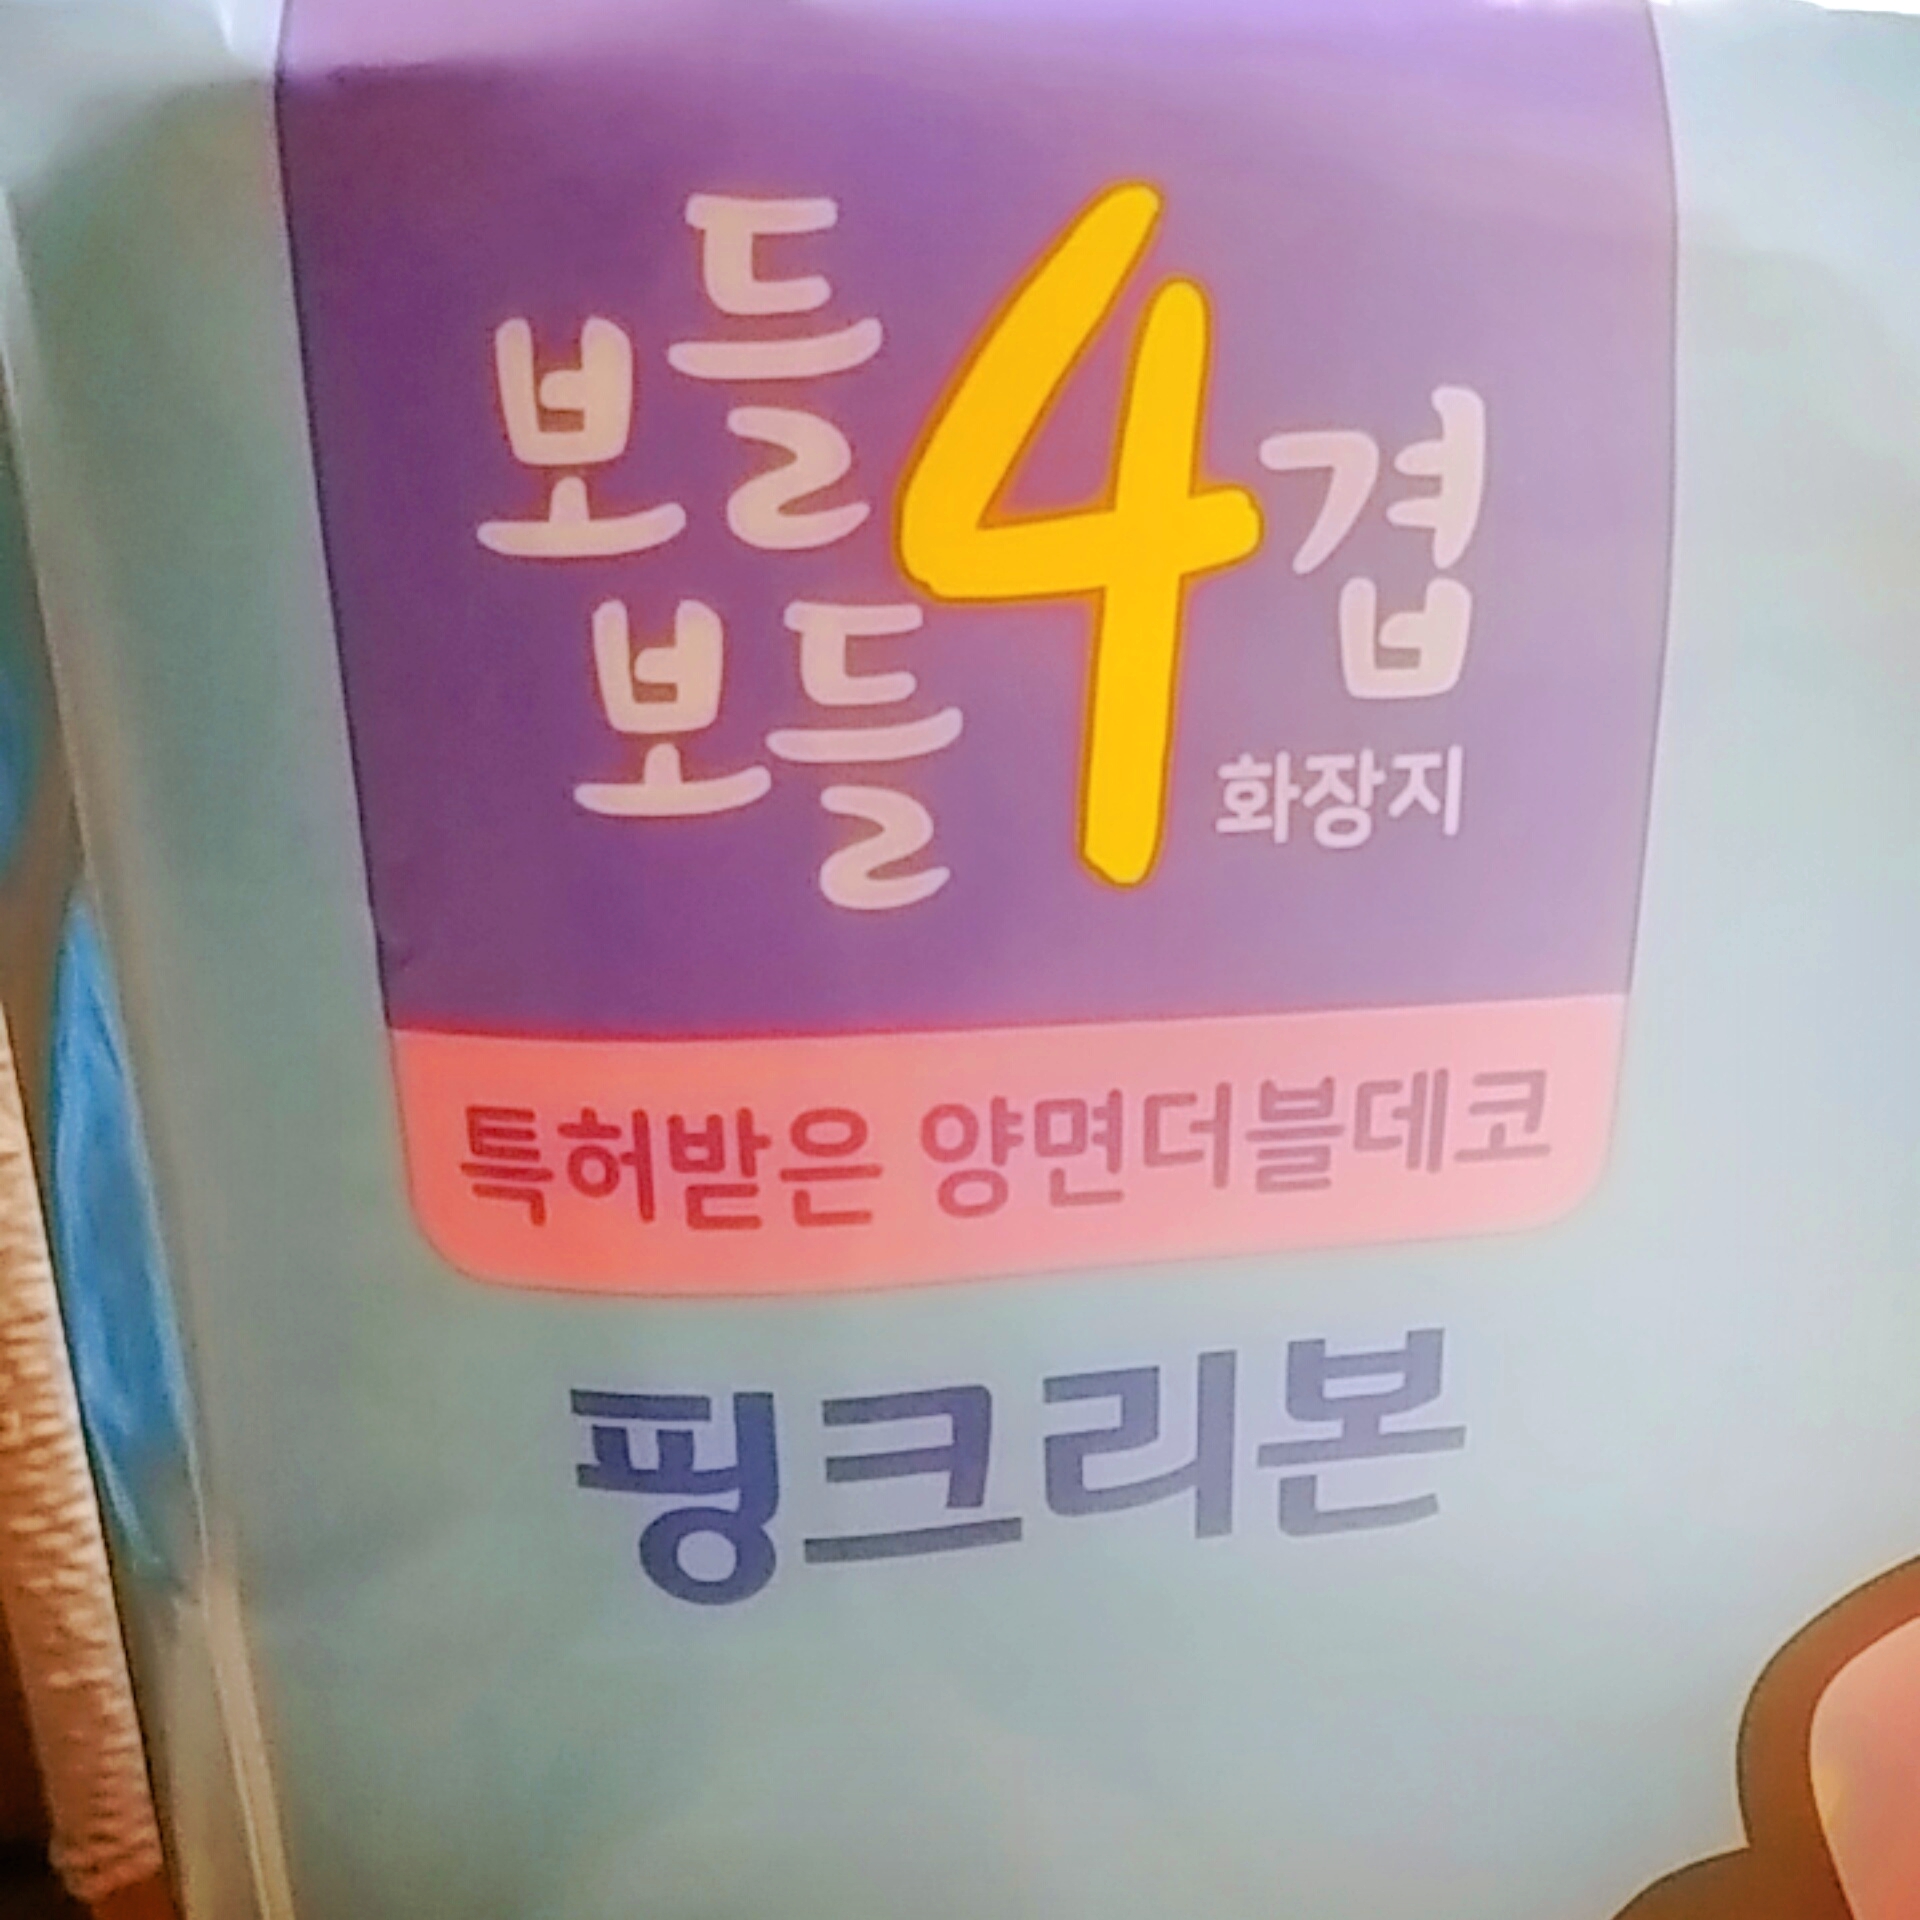 보들
보들
4겹
화장지
특허받은 양면더블데코
핑크리본